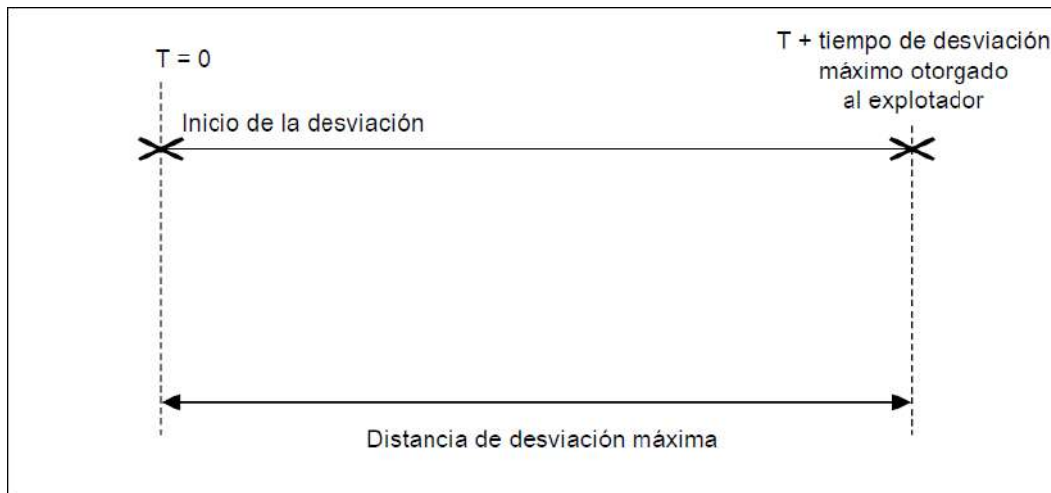 T = 0
T + tiempo de desviación
máximo otorgado
al explotador
Inicio de la desviación
Distancia de desviación máxima